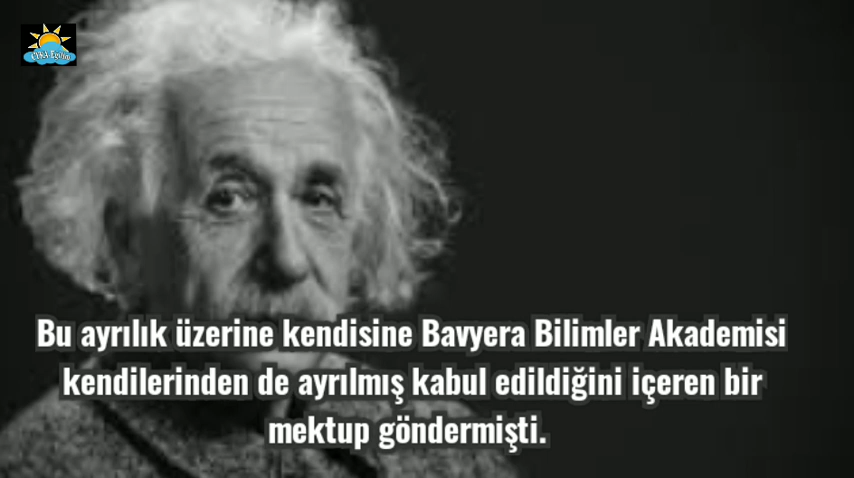 Bu ayrılık üzerine kendisine Bavyera Bilimler Akademisi
kendilerinden de ayrılmış kabul edildiğini içeren bir
mektup göndermişti.